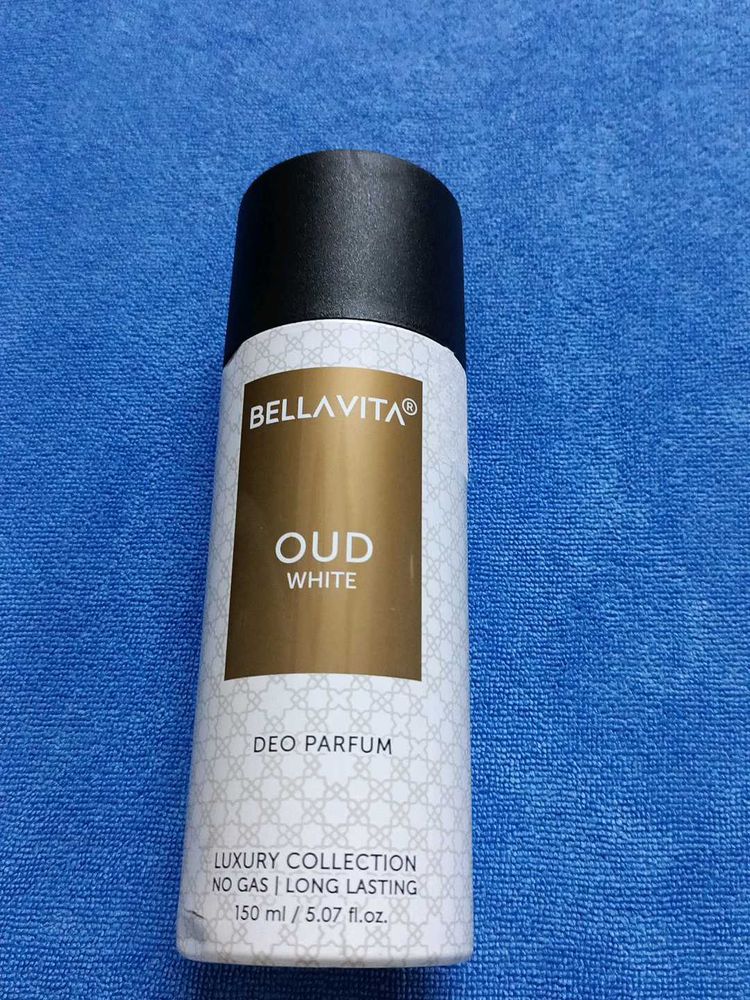 BELLAVITA®
OUD
WHITE
DEO PARFUM
LUXURY COLLECTION
NO GAS | LONG LASTING
150 ml / 5.07 fl.oz.